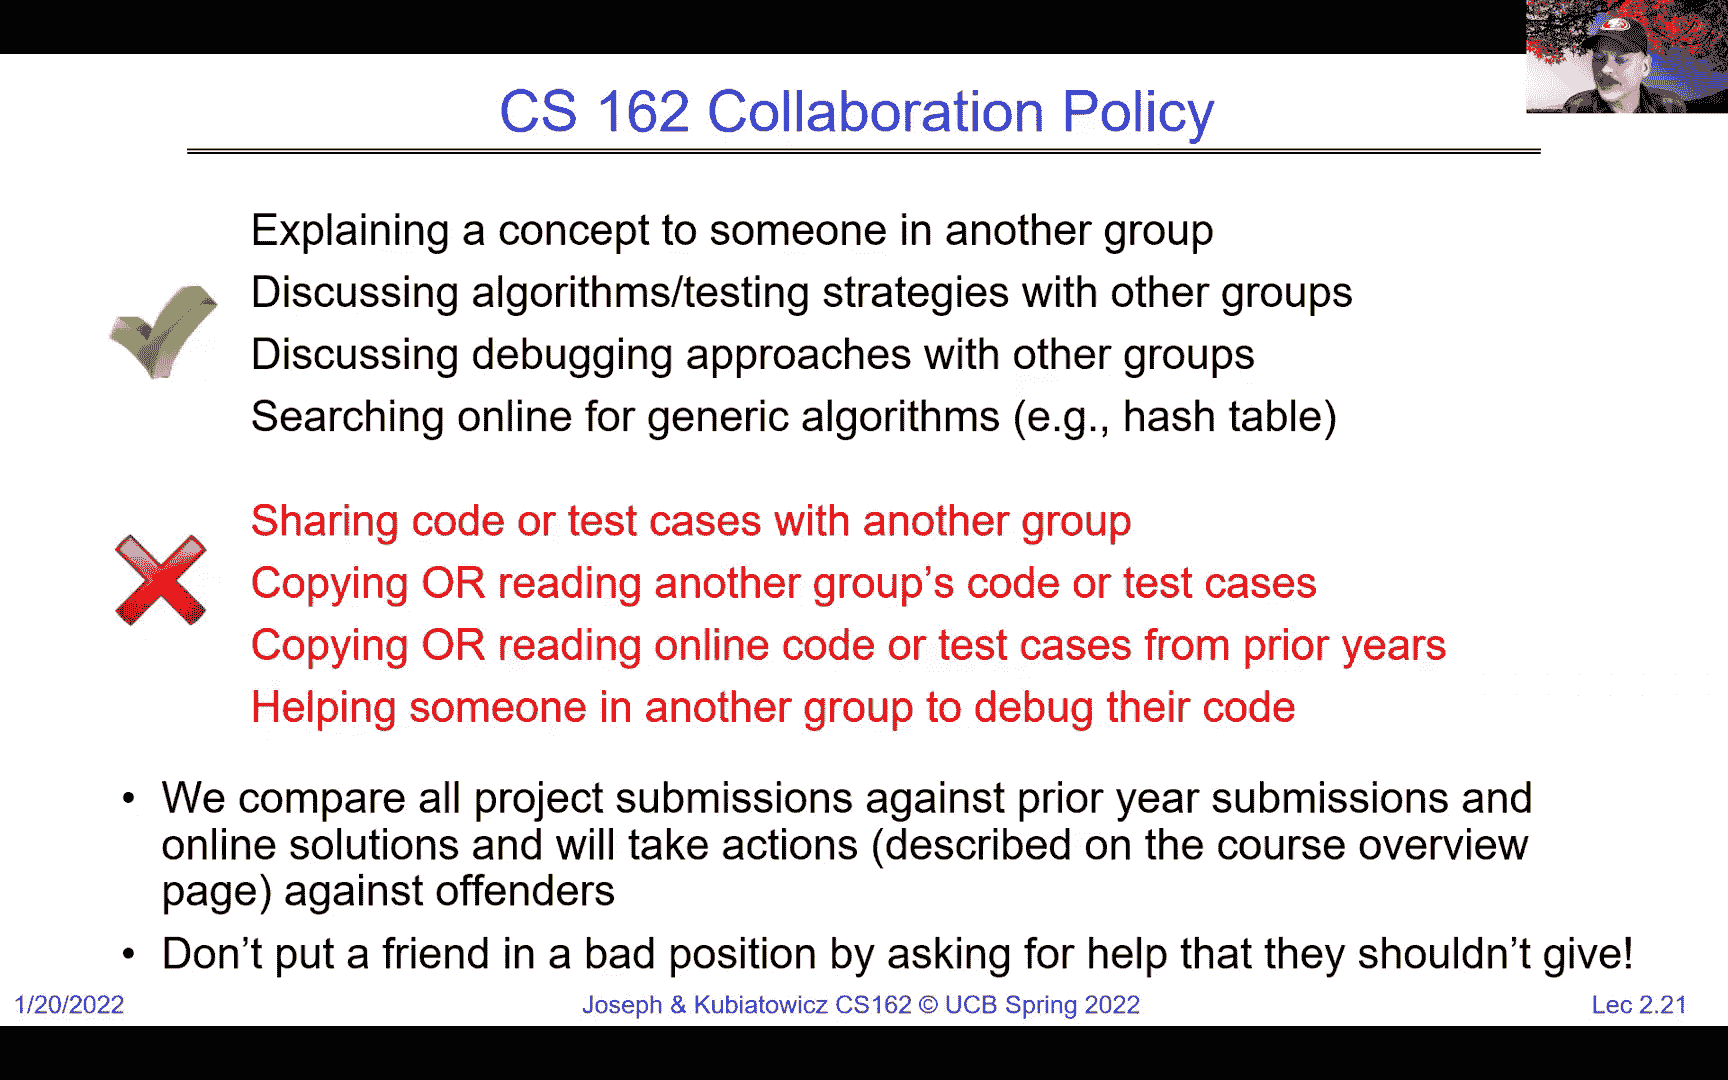 CS 162 Collaboration Policy
Explaining a concept to someone in another group
Discussing algorithms/testing strategies with other groups
Discussing debugging approaches with other groups
Searching online for generic algorithms (e.g., hash table)
Sharing code or test cases with another group
Copying OR reading another group’s code or test cases
Copying OR reading online code or test cases from prior years
Helping someone in another group to debug their code
• We compare all project submissions against prior year submissions and
online solutions and will take actions (described on the course overview
page) against offenders
• Don’t put a friend in a bad position by asking for help that they shouldn’t give!
1/20/2022
Joseph & Kubiatowicz CS162 © UCB Spring 2022
Lec 2.21